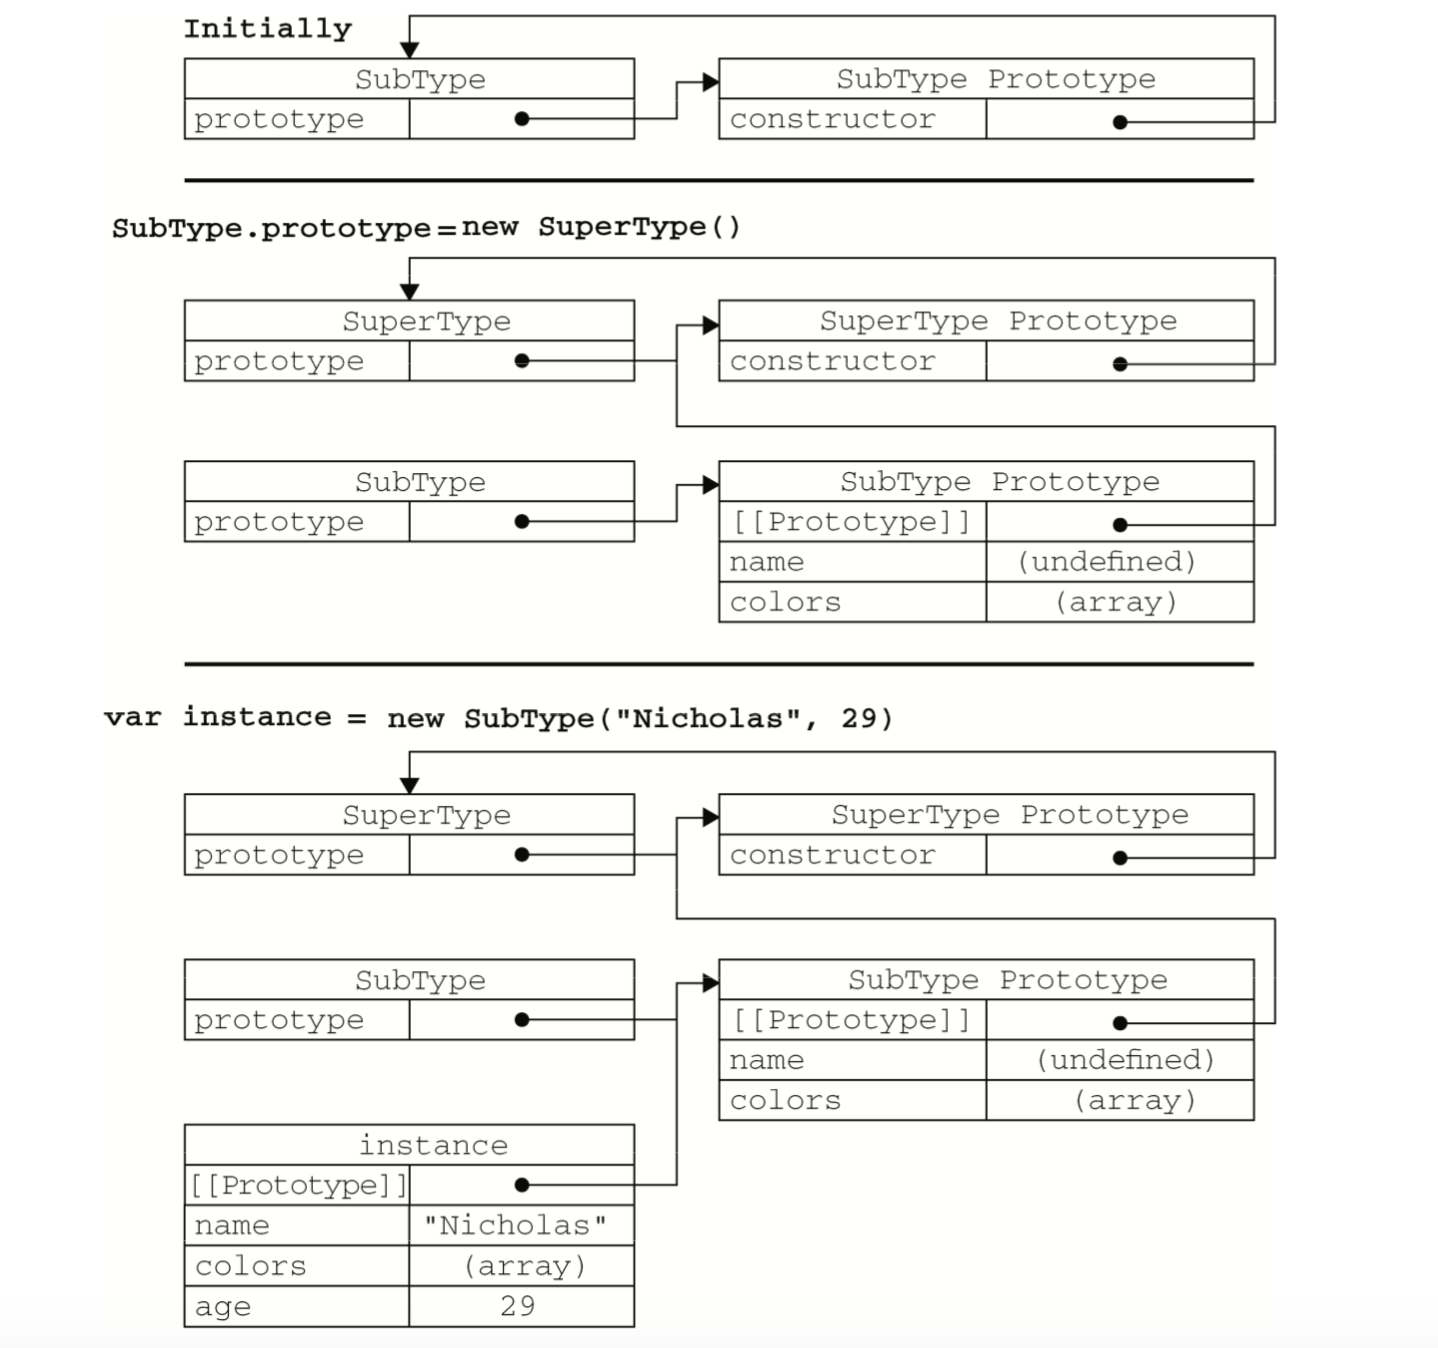 Initially
SubType
SubType Prototype
prototype
constructor
SubType.prototype=new SuperType()
SuperType
SuperType Prototype
prototype
constructor
SubType
SubType Prototype
prototype
[[Prototype]]
name (undefined)
colors (array)
var instance = new SubType("Nicholas", 29)
SuperType
SuperType Prototype
prototype
constructor
SubType
SubType Prototype
prototype
[[Prototype]]
name (undefined)
colors (array)
instance
[[Prototype]]
name "Nicholas"
colors (array)
age 29